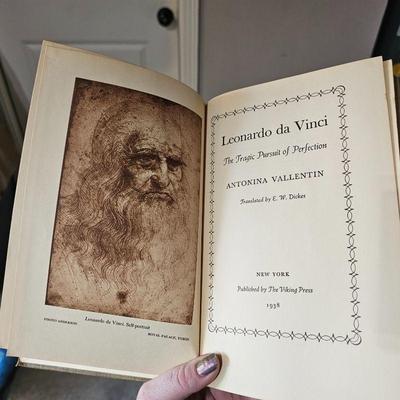 Leonardo da Vinci. Self-portrait
PHOTO ANDERSON
ROYAL PALACE, TURIN
Leonardo da Vinci
The Tragic Pursuit of Perfection
ANTONINA VALLENTIN
Translated by E. W. Dickes
NEW YORK
Published by The Viking Press
1938